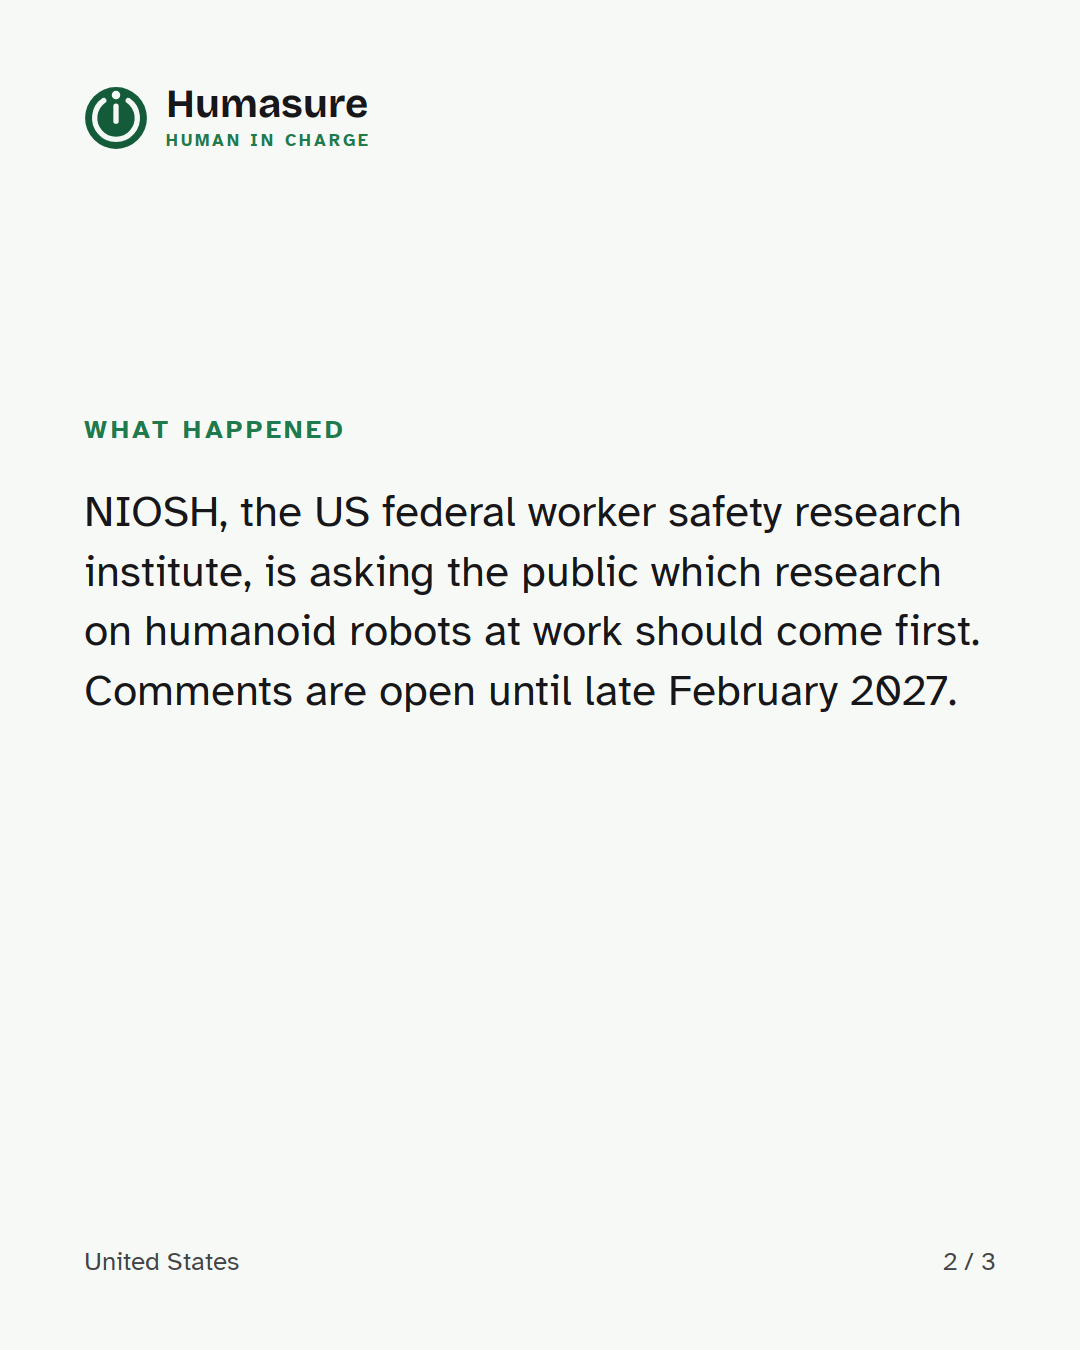 Humasure
HUMAN IN CHARGE
WHAT HAPPENED
NIOSH, the US federal worker safety research
institute, is asking the public which research
on humanoid robots at work should come first.
Comments are open until late February 2027.
United States
2 / 3